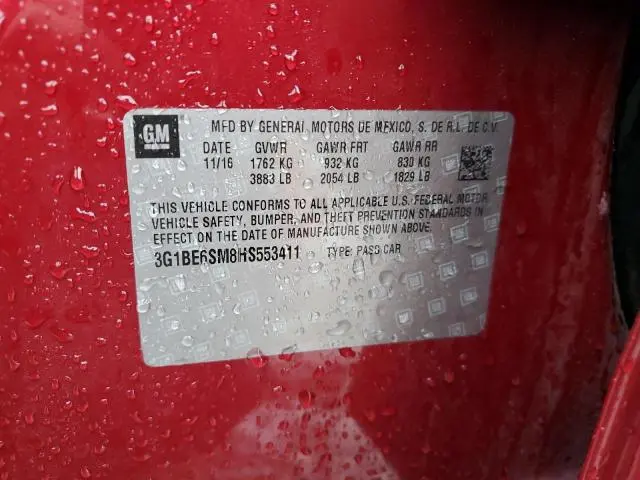 GM
MFD BY GENERAL MOTORS DE MEXICO, S. DE R.L. DE C.V.
DATE GVWR GAWR FRT GAWR RR
11/16 1762 KG 932 KG 830 KG
3883 LB 2054 LB 1829 LB
THIS VEHICLE CONFORMS TO ALL APPLICABLE U.S. FEDERAL MOTOR
VEHICLE SAFETY, BUMPER, AND THEFT PREVENTION STANDARDS IN
EFFECT ON THE DATE OF MANUFACTURE SHOWN ABOVE.
3G1BE6SM8HS553411 TYPE: PASS CAR